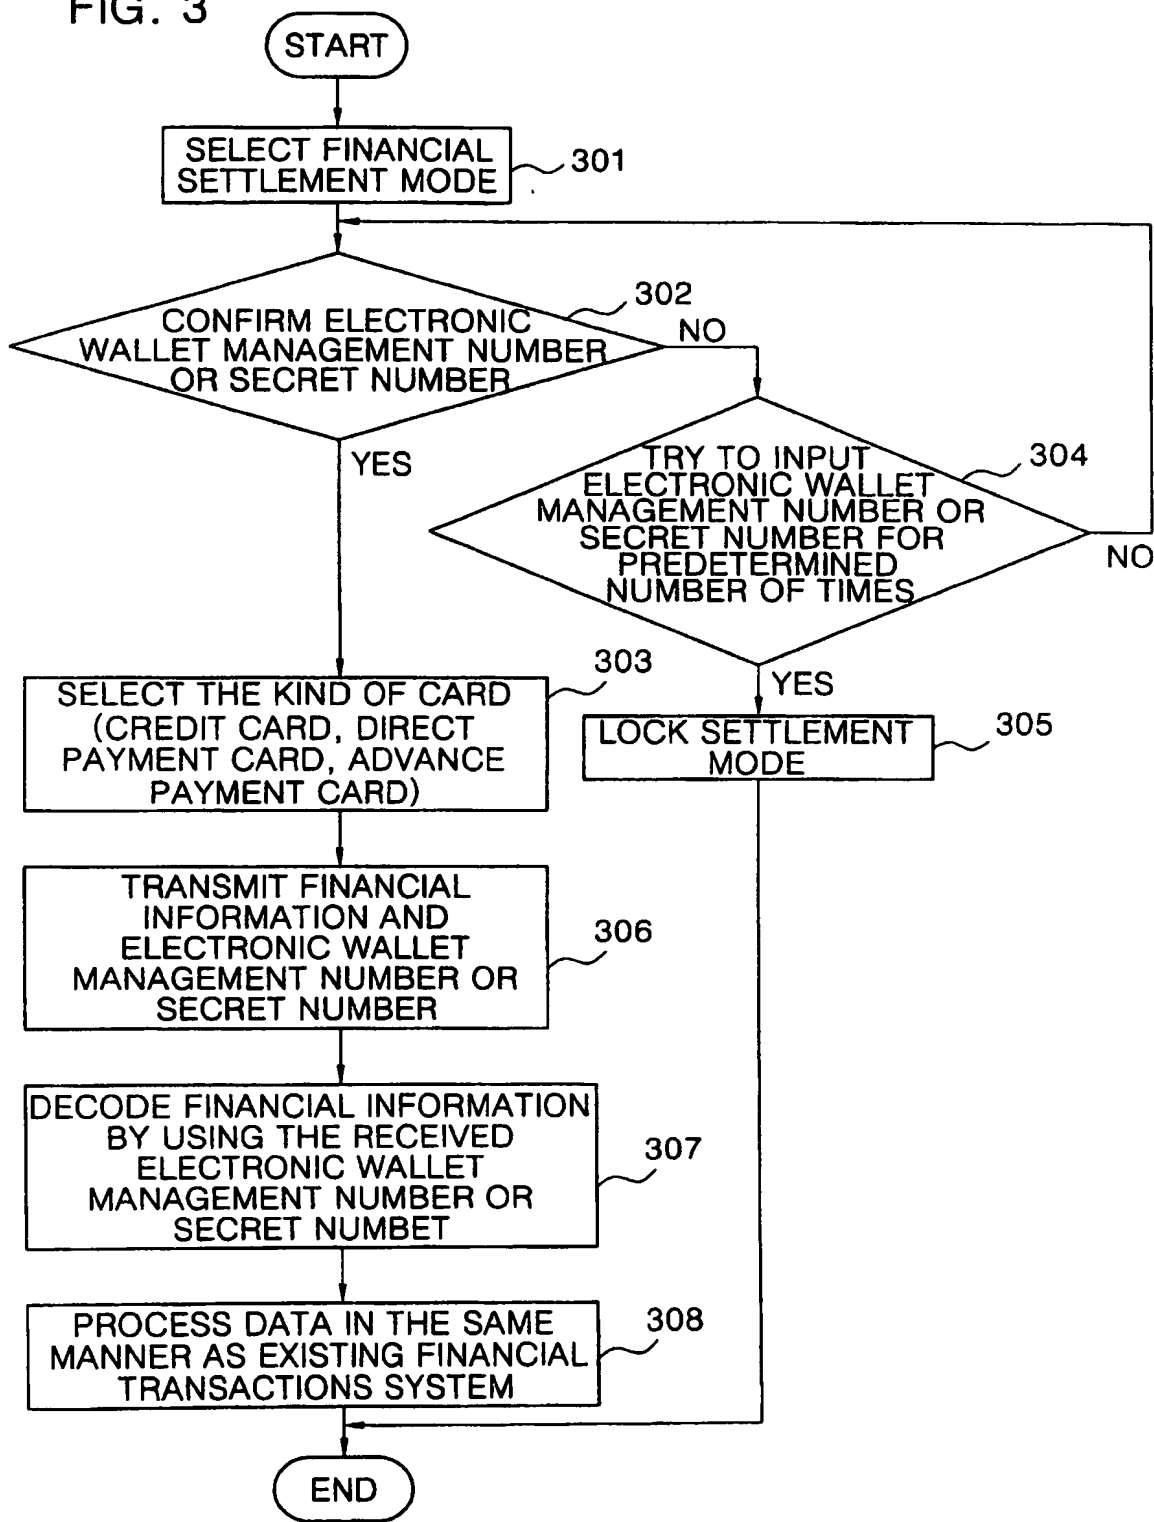 FIG. 3
START
SELECT FINANCIAL
SETTLEMENT MODE
301
CONFIRM ELECTRONIC
WALLET MANAGEMENT NUMBER
OR SECRET NUMBER
302
NO
YES
TRY TO INPUT
ELECTRONIC WALLET
MANAGEMENT NUMBER OR
SECRET NUMBER FOR
PREDETERMINED
NUMBER OF TIMES
304
NO
YES
SELECT THE KIND OF CARD
(CREDIT CARD, DIRECT
PAYMENT CARD, ADVANCE
PAYMENT CARD)
303
LOCK SETTLEMENT
MODE
305
TRANSMIT FINANCIAL
INFORMATION AND
ELECTRONIC WALLET
MANAGEMENT NUMBER OR
SECRET NUMBER
306
DECODE FINANCIAL INFORMATION
BY USING THE RECEIVED
ELECTRONIC WALLET
MANAGEMENT NUMBER OR
SECRET NUMBET
307
PROCESS DATA IN THE SAME
MANNER AS EXISTING FINANCIAL
TRANSACTIONS SYSTEM
308
END